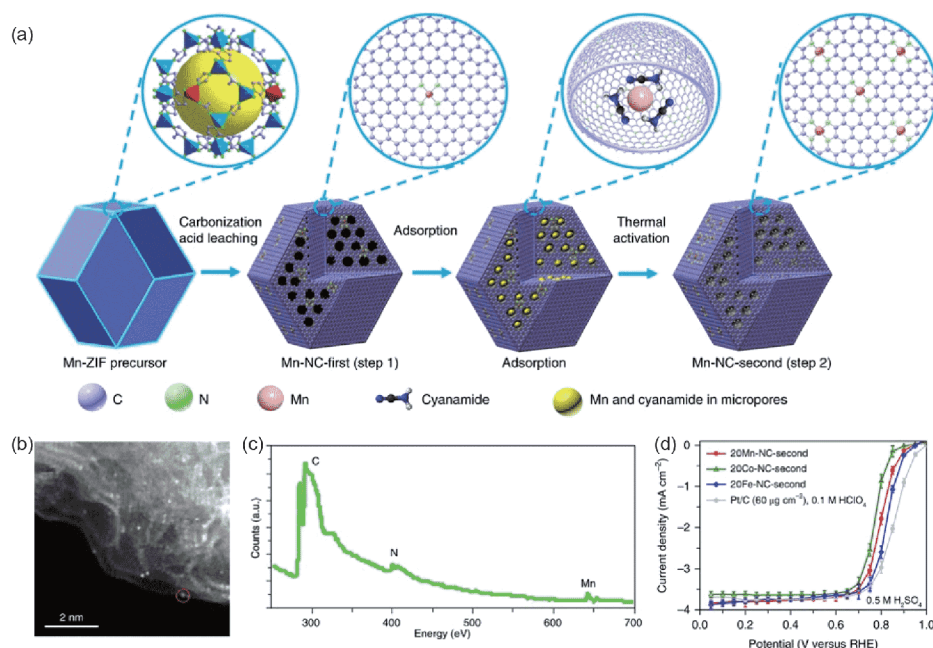 (a)
Carbonization
acid leaching
Adsorption
Thermal
activation
Mn-ZIF precursor
Mn-NC-first (step 1)
Adsorption
Mn-NC-second (step 2)
C
N
Mn
Cyanamide
Mn and cyanamide in micropores
(b)
2 nm
(c)
C
N
Mn
Counts (a.u.)
300
400
500
600
700
Energy (eV)
(d)
20Mn-NC-second
20Co-NC-second
20Fe-NC-second
Pt/C (60 μg cm⁻²), 0.1 M HClO₄
0.5 M H₂SO₄
Current density (mA cm⁻²)
0
−1
−2
−3
−4
0.0
0.2
0.4
0.6
0.8
1.0
Potential (V versus RHE)